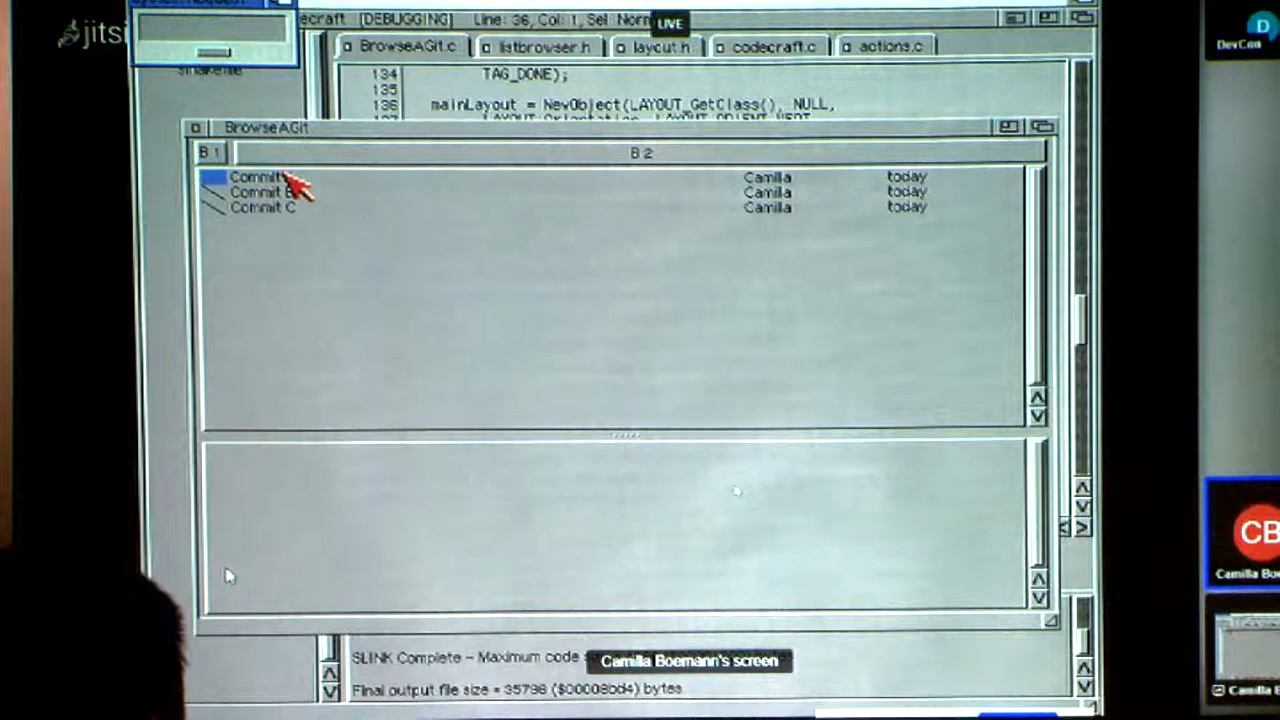 jitsi
ecraft [DEBUGGING] Line: 36, Col: 1, Sel: Norm
LIVE
DevCon
BrowseAGit.c
listbrowser.h
layout.h
codecraft.c
actions.c
134 TAG_DONE);
135
136 mainLayout = NewObject(LAYOUT_GetClass(), NULL,
BrowseAGit
B 1
B 2
Commit
Camilla
today
Commit B
Camilla
today
Commit C
Camilla
today
CB
SLINK Complete - Maximum code
Camilla Boemann's screen
Final output file size = 35796 ($00008bd4) bytes